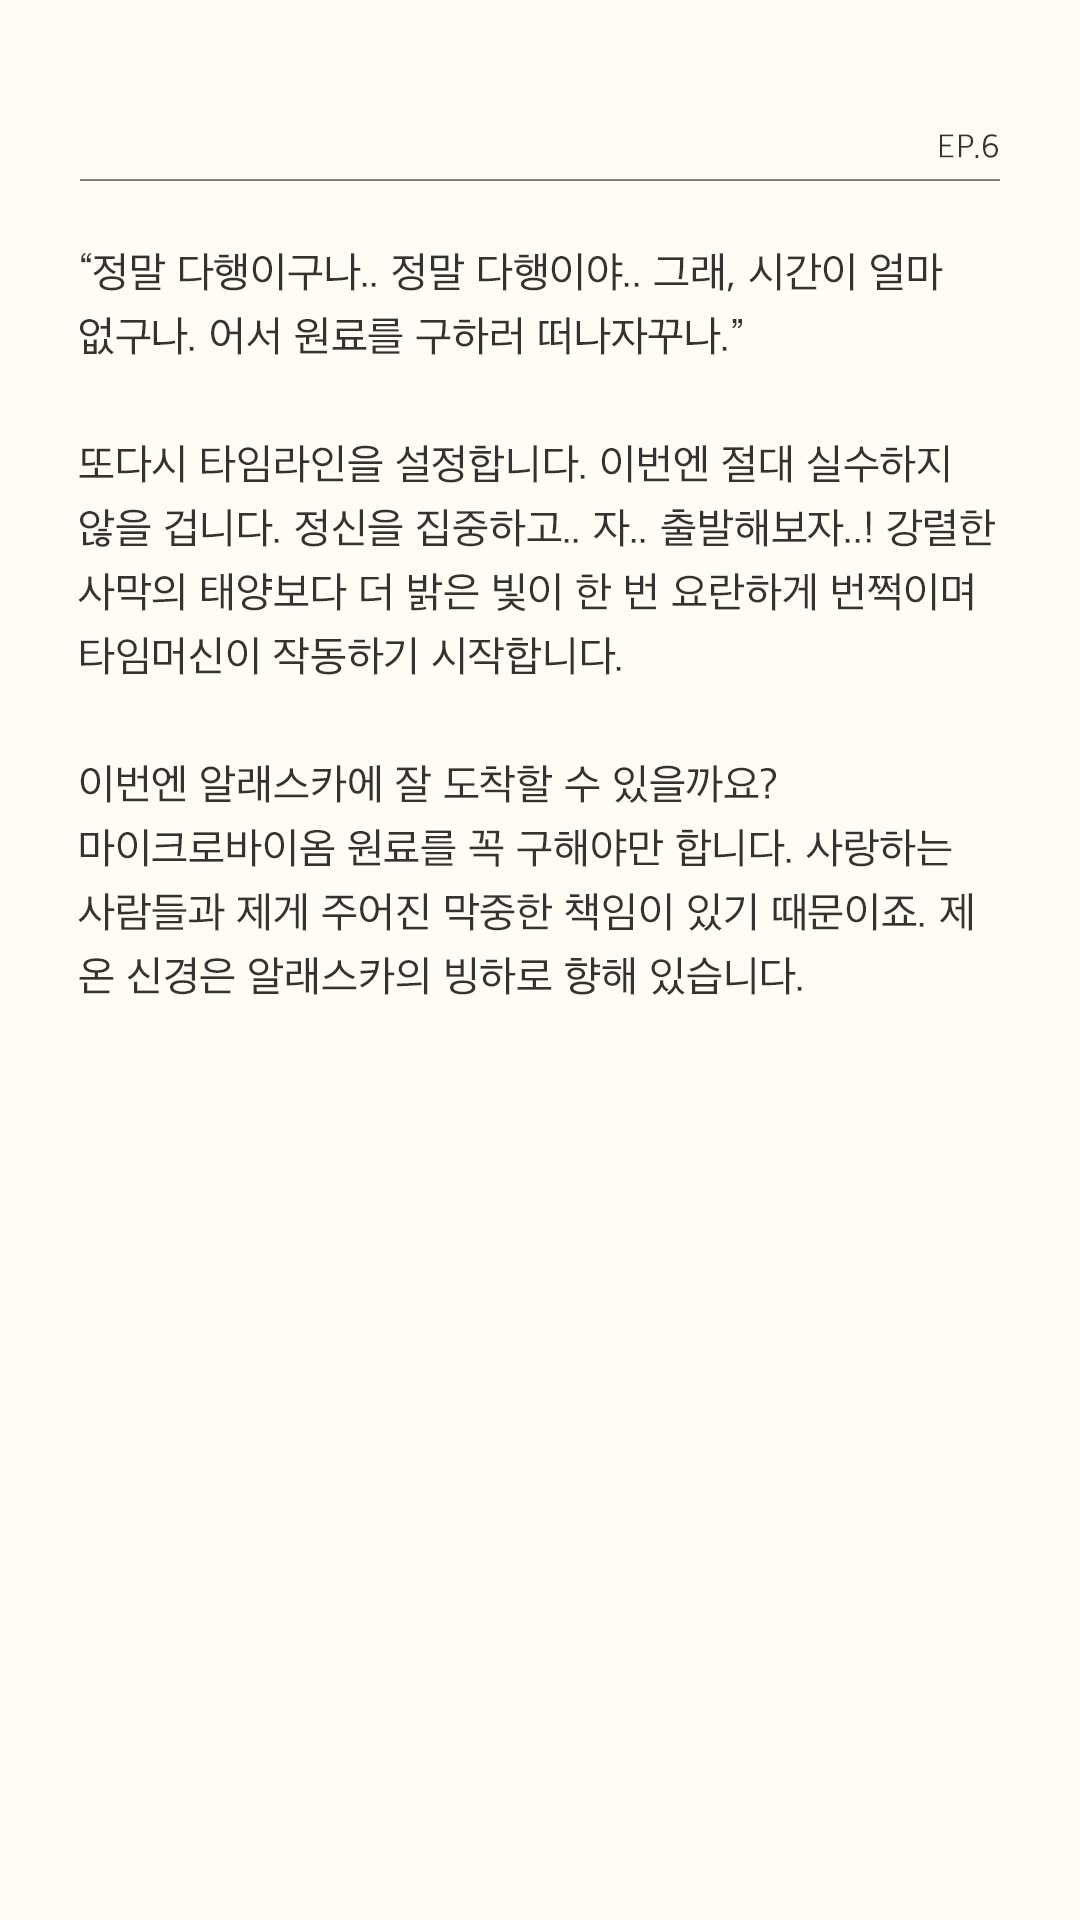 EP.6
“정말 다행이구나.. 정말 다행이야.. 그래, 시간이 얼마
없구나. 어서 원료를 구하러 떠나자꾸나.”
또다시 타임라인을 설정합니다. 이번엔 절대 실수하지
않을 겁니다. 정신을 집중하고.. 자.. 출발해보자..! 강렬한
사막의 태양보다 더 밝은 빛이 한 번 요란하게 번쩍이며
타임머신이 작동하기 시작합니다.
이번엔 알래스카에 잘 도착할 수 있을까요?
마이크로바이옴 원료를 꼭 구해야만 합니다. 사랑하는
사람들과 제게 주어진 막중한 책임이 있기 때문이죠. 제
온 신경은 알래스카의 빙하로 향해 있습니다.